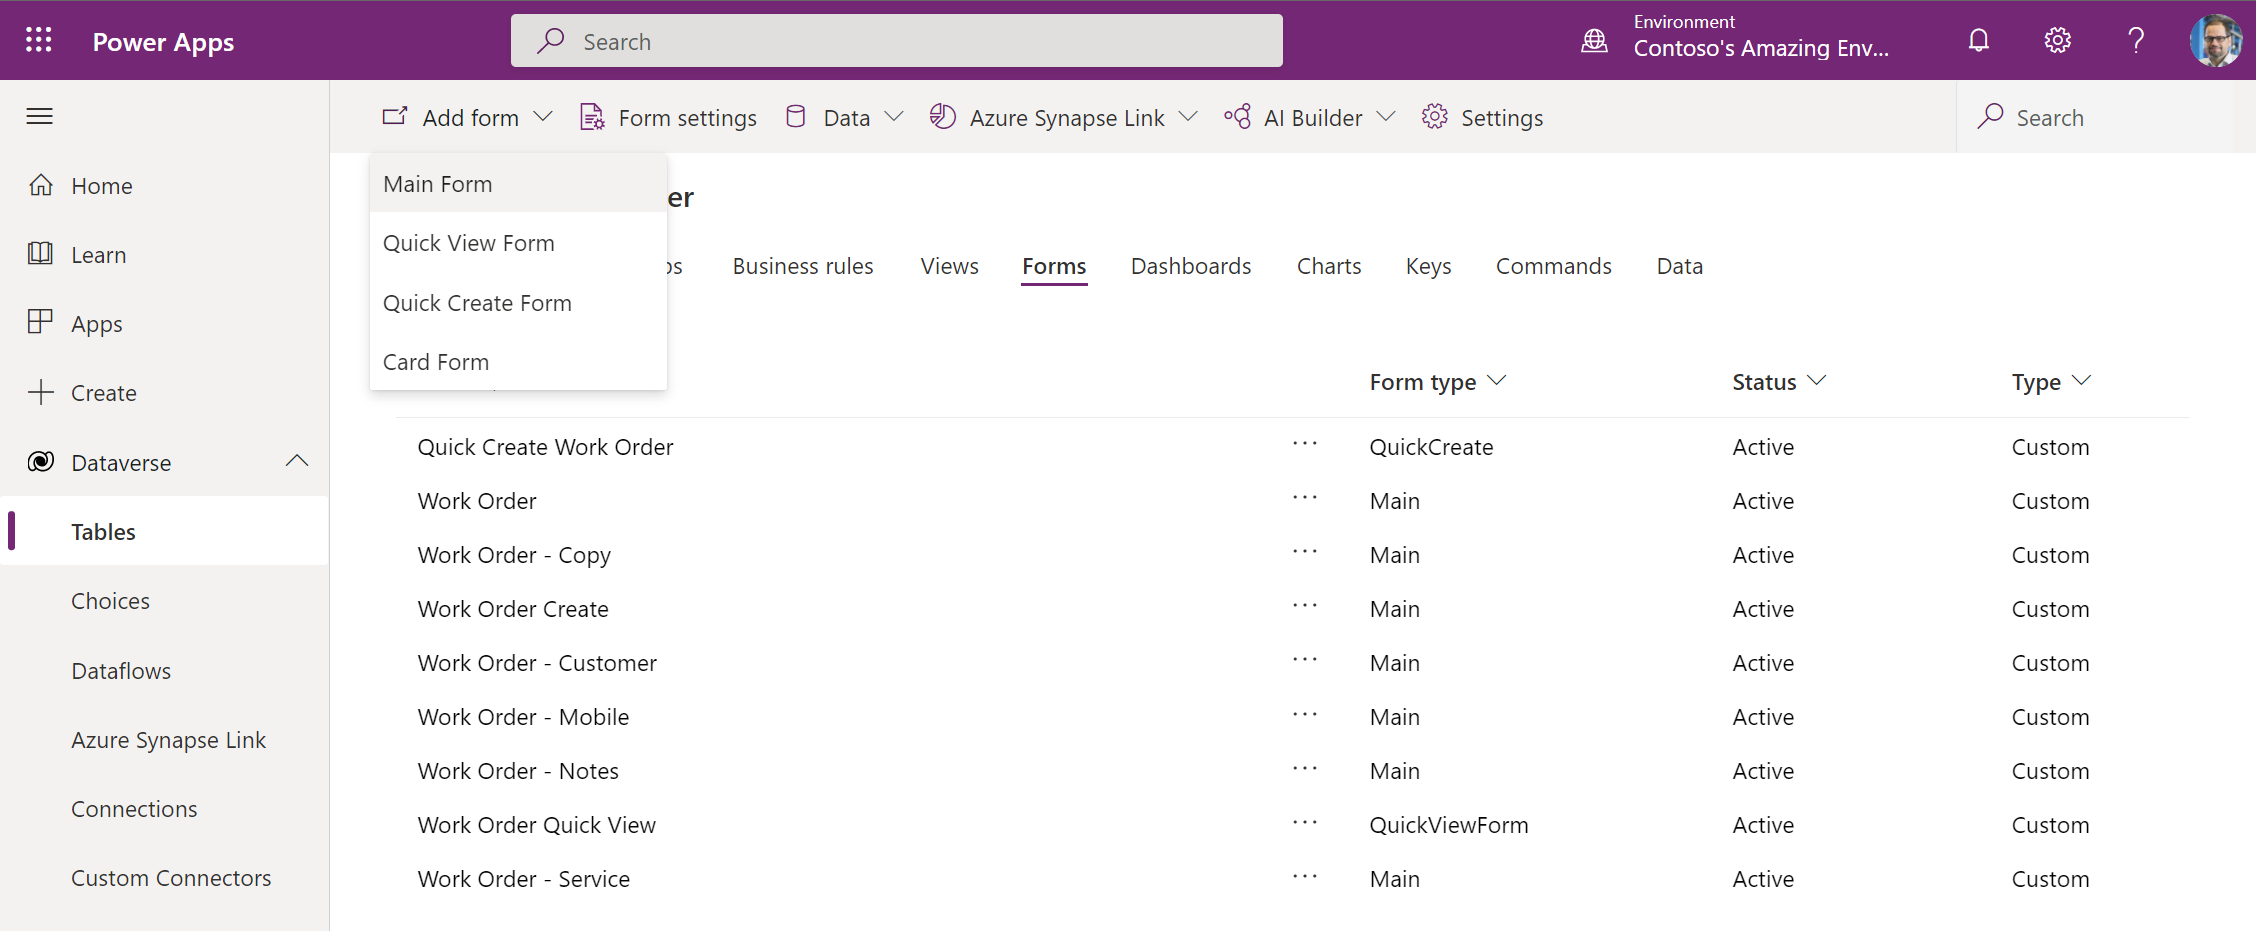 Power Apps
Search
Environment
Contoso's Amazing Env...
Add form
Form settings
Data
Azure Synapse Link
AI Builder
Settings
Search
Home
Learn
Apps
Create
Dataverse
Tables
Choices
Dataflows
Azure Synapse Link
Connections
Custom Connectors
Main Form
Quick View Form
Quick Create Form
Card Form
er
ps Business rules Views Forms Dashboards Charts Keys Commands Data
Form type Status Type
Quick Create Work Order ... QuickCreate Active Custom
Work Order ... Main Active Custom
Work Order - Copy ... Main Active Custom
Work Order Create ... Main Active Custom
Work Order - Customer ... Main Active Custom
Work Order - Mobile ... Main Active Custom
Work Order - Notes ... Main Active Custom
Work Order Quick View ... QuickViewForm Active Custom
Work Order - Service ... Main Active Custom